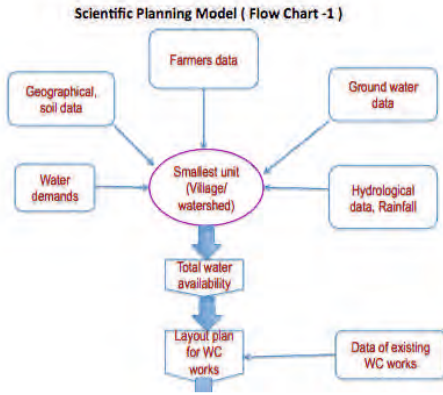 Scientific Planning Model ( Flow Chart -1 )
Farmers data
Geographical,
soil data
Ground water
data
Smallest unit
(Village/
watershed)
Water
demands
Hydrological
data, Rainfall
Total water
availability
Layout plan
for WC
works
Data of existing
WC works